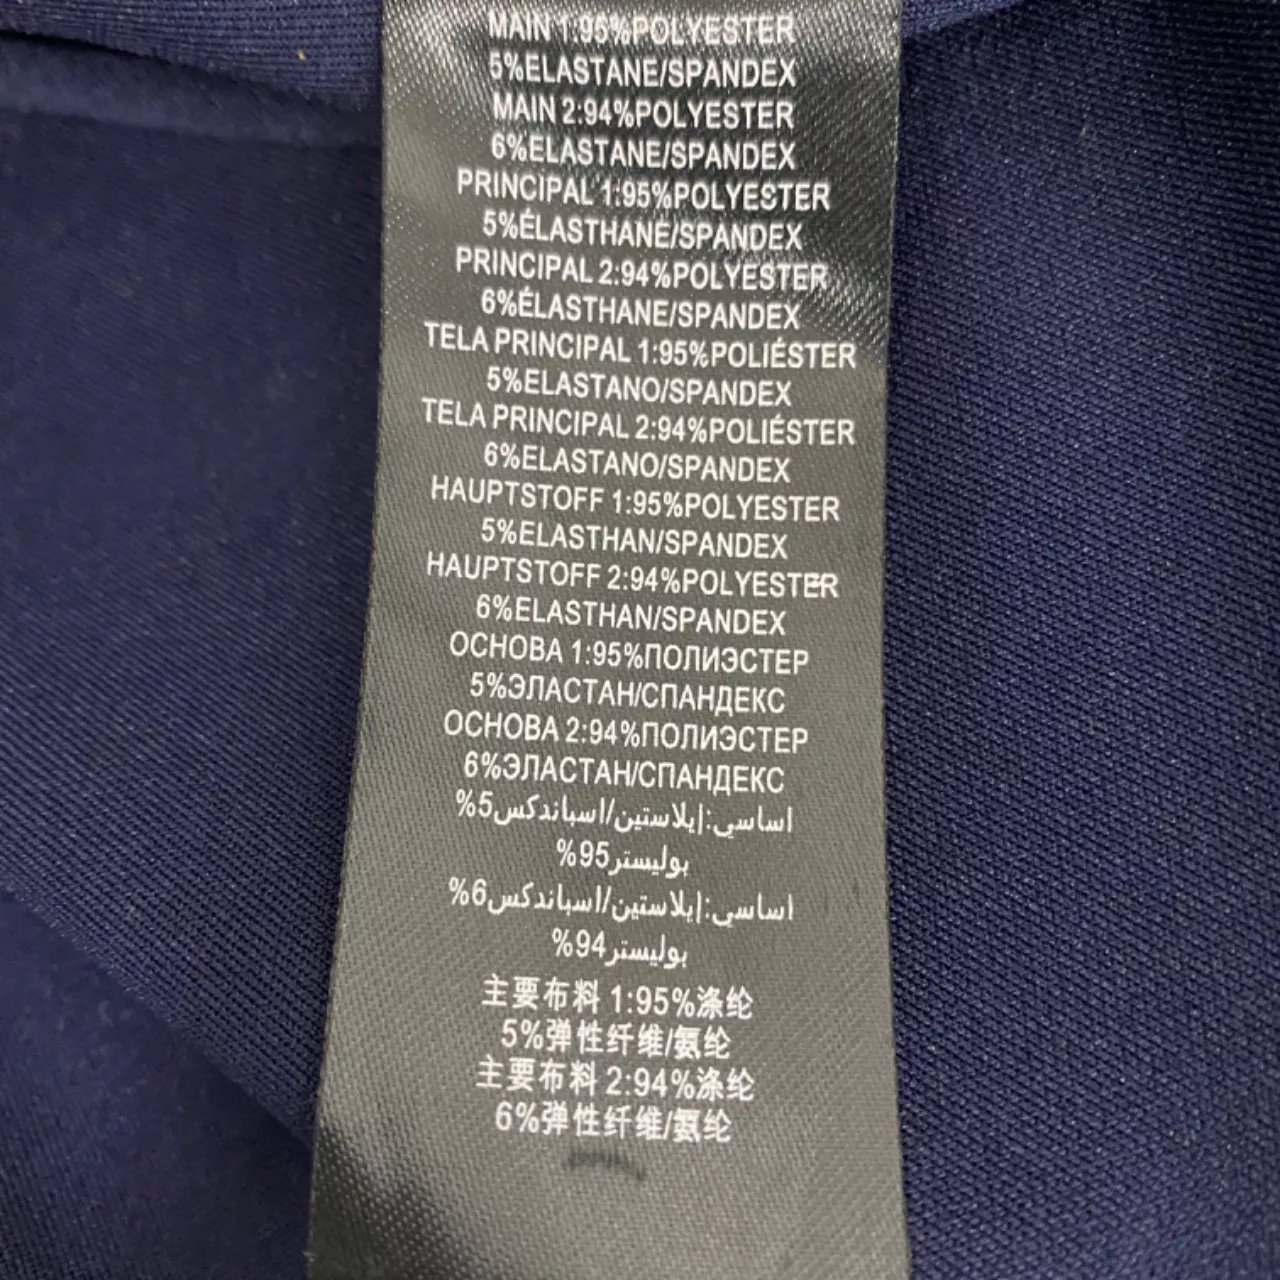 MAIN 1:95%POLYESTER
5%ELASTANE/SPANDEX
MAIN 2:94%POLYESTER
6%ELASTANE/SPANDEX
PRINCIPAL 1:95%POLYESTER
5%ÉLASTHANE/SPANDEX
PRINCIPAL 2:94%POLYESTER
6%ÉLASTHANE/SPANDEX
TELA PRINCIPAL 1:95%POLIÉSTER
5%ELASTANO/SPANDEX
TELA PRINCIPAL 2:94%POLIÉSTER
6%ELASTANO/SPANDEX
HAUPTSTOFF 1:95%POLYESTER
5%ELASTHAN/SPANDEX
HAUPTSTOFF 2:94%POLYESTER
6%ELASTHAN/SPANDEX
ОСНОВА 1:95%ПОЛИЭСТЕР
5%ЭЛАСТАН/СПАНДЕКС
ОСНОВА 2:94%ПОЛИЭСТЕР
6%ЭЛАСТАН/СПАНДЕКС
اساسي:إيلاستين/اسباندكس5%
بوليستر95%
اساسي:إيلاستين/اسباندكس6%
بوليستر94%
主要布料 1:95%涤纶
5%弹性纤维/氨纶
主要布料 2:94%涤纶
6%弹性纤维/氨纶